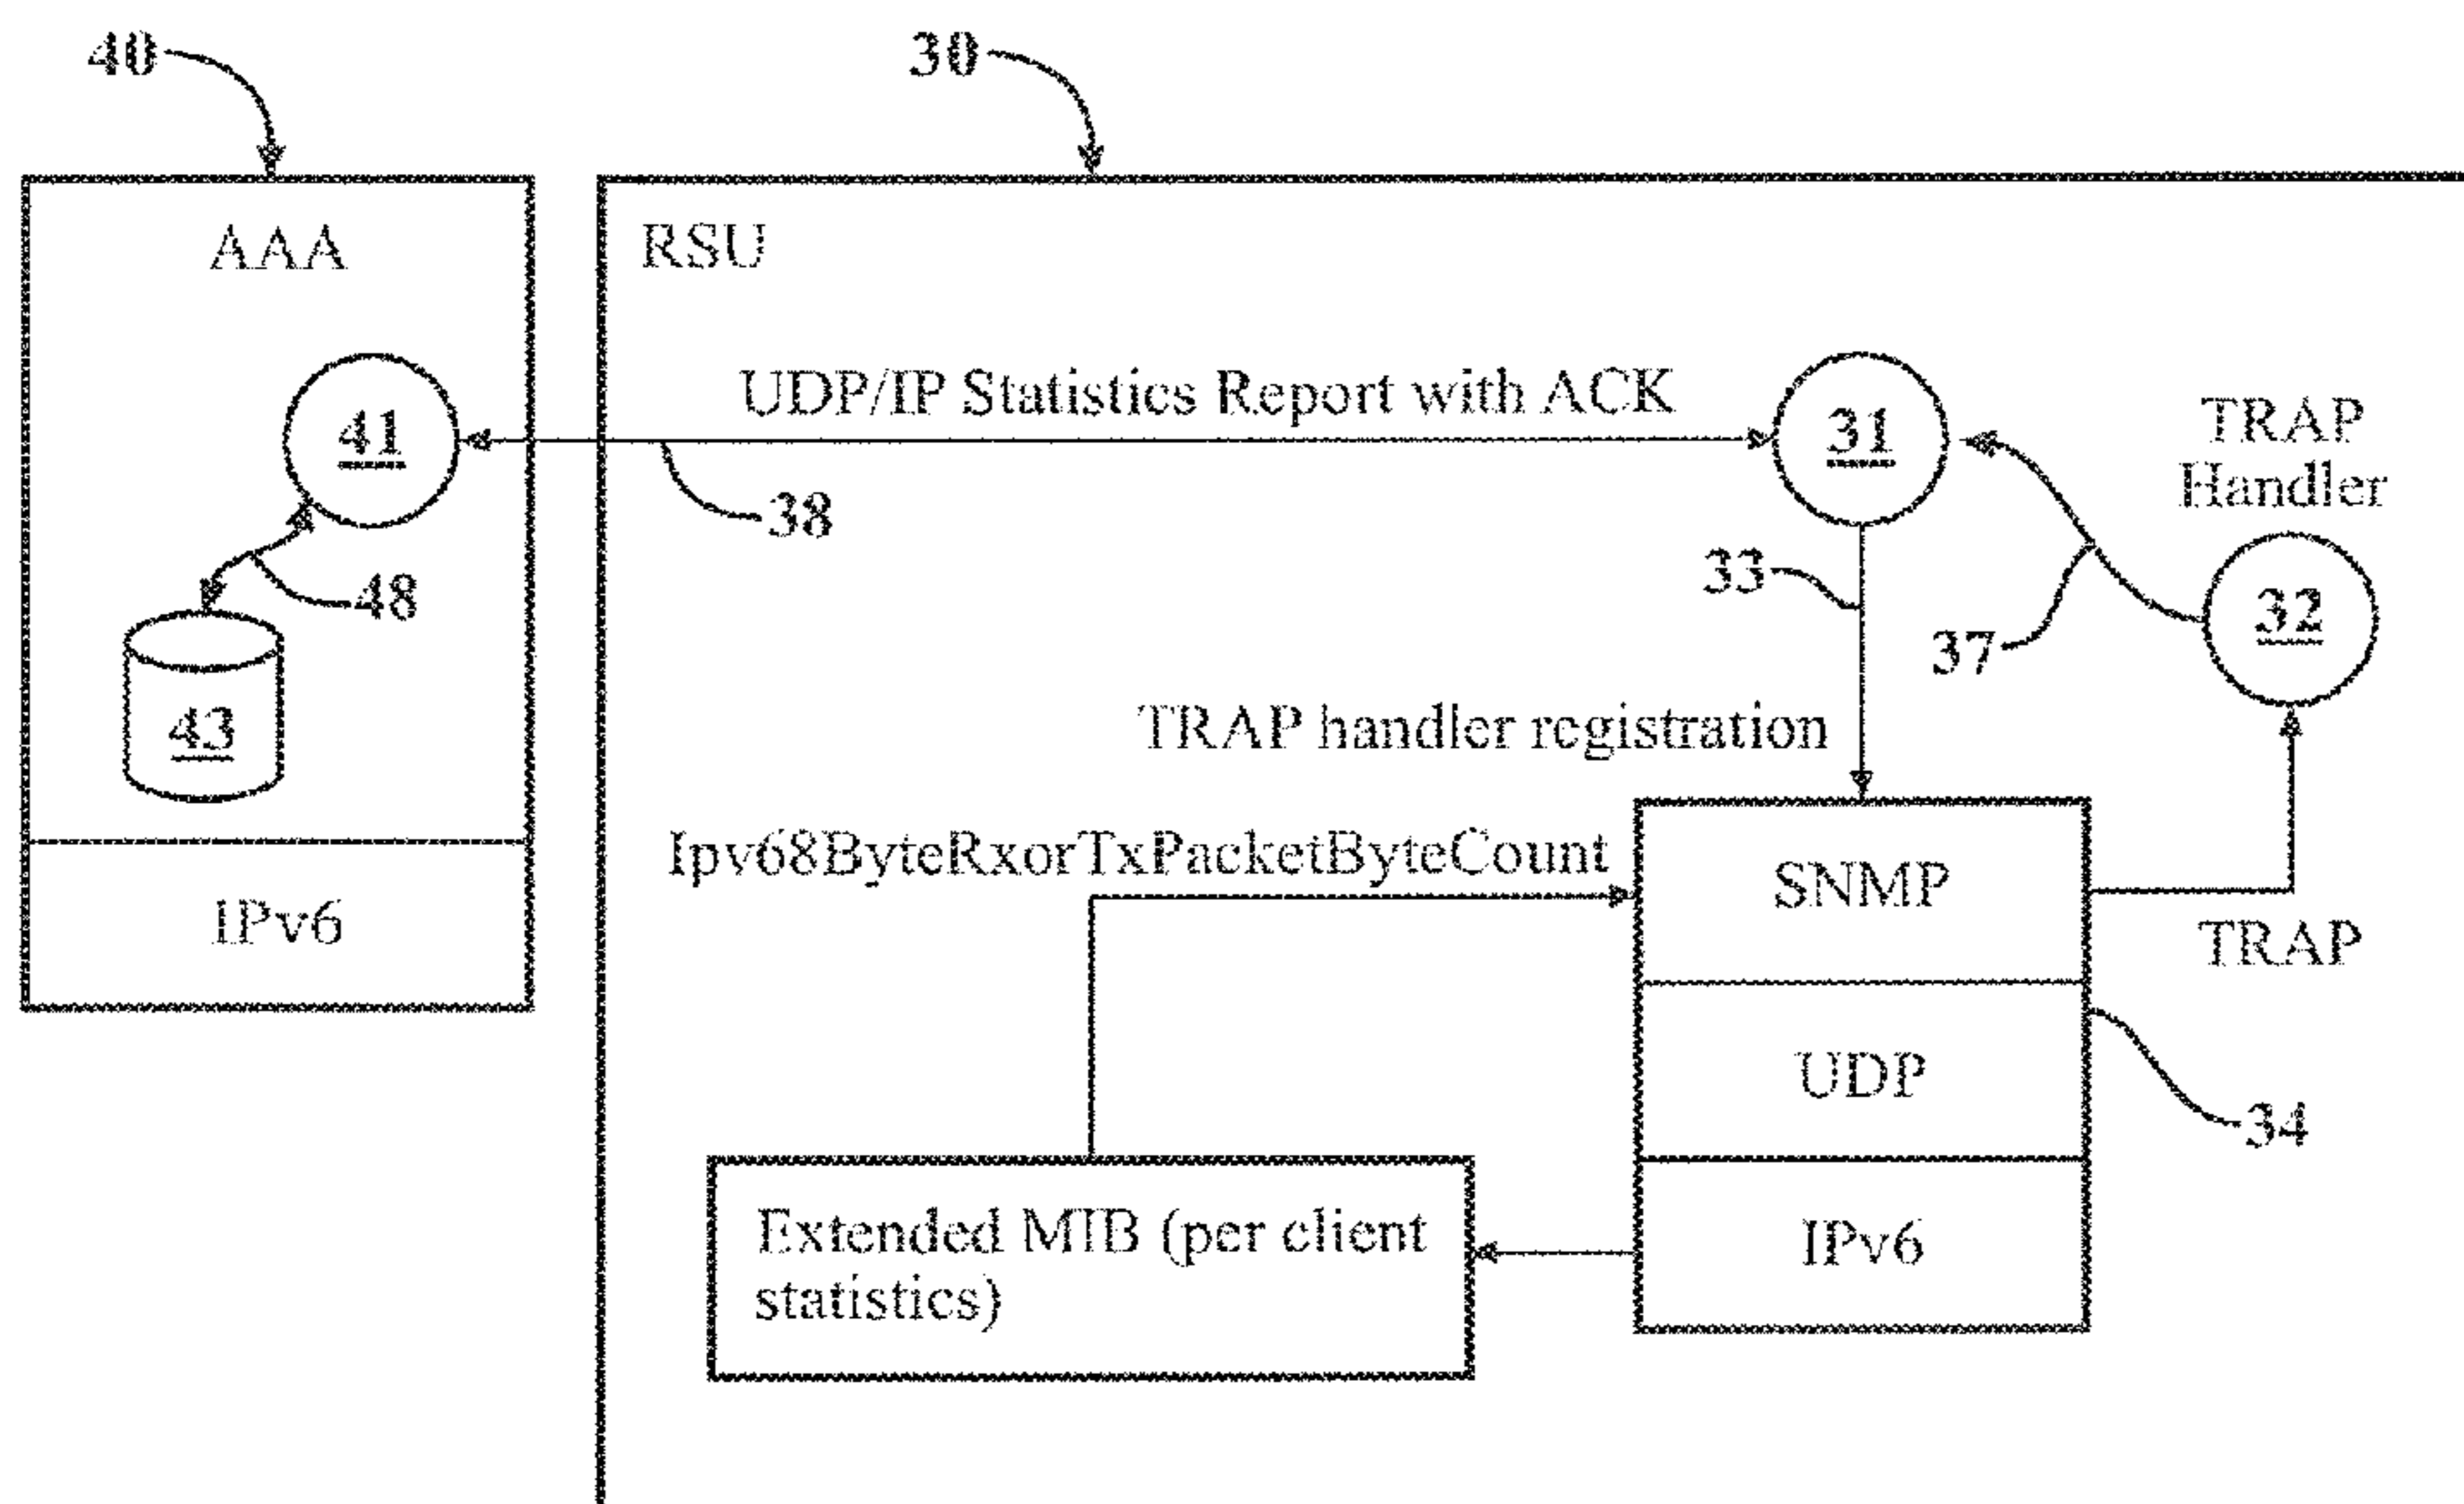 40
30
AAA
RSU
UDP/IP Statistics Report with ACK
41
31
TRAP
Handler
38
33
48
32
37
43
TRAP handler registration
Ipv68ByteRxorTxPacketByteCount
SNMP
IPv6
TRAP
UDP
34
Extended MIB (per client
statistics)
IPv6